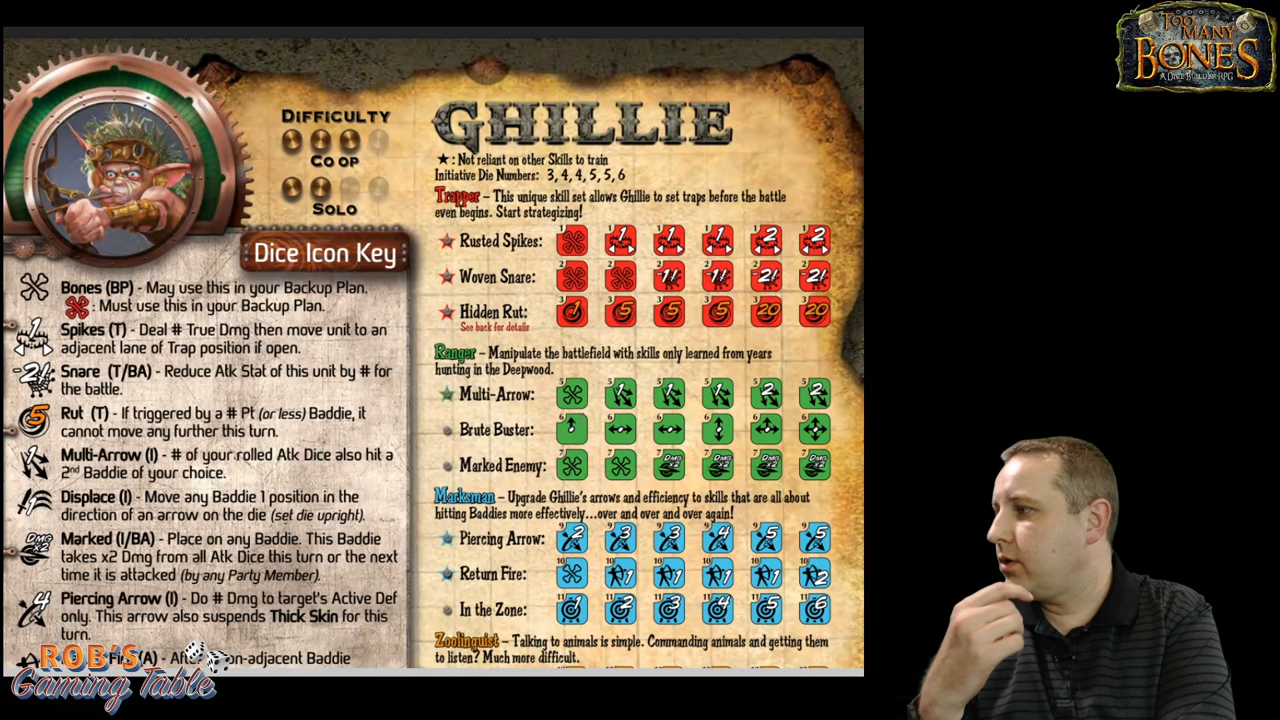 TOO MANY BONES
A DICE BUILDER RPG
DIFFICULTY
CO OP
SOLO
GHILLIE
★: Not reliant on other Skills to train
Initiative Die Numbers: 3, 4, 4, 5, 5, 6
Trapper – This unique skill set allows Ghillie to set traps before the battle
even begins. Start strategizing!
Rusted Spikes:
Woven Snare:
Hidden Rut:
See back for details
Ranger – Manipulate the battlefield with skills only learned from years
hunting in the Deepwood.
Multi-Arrow:
Brute Buster:
Marked Enemy:
Marksman – Upgrade Ghillie's arrows and efficiency to skills that are all about
hitting Baddies more effectively...over and over and over again!
Piercing Arrow:
Return Fire:
In the Zone:
Zoolinguist – Talking to animals is simple. Commanding animals and getting them
to listen? Much more difficult.
Dice Icon Key
Bones (BP) - May use this in your Backup Plan.
: Must use this in your Backup Plan.
Spikes (T) - Deal # True Dmg then move unit to an
adjacent lane of Trap position if open.
Snare (T/BA) - Reduce Atk Stat of this unit by # for
the battle.
Rut (T) - If triggered by a # Pt (or less) Baddie, it
cannot move any further this turn.
Multi-Arrow (I) - # of your rolled Atk Dice also hit a
2nd Baddie of your choice.
Displace (I) - Move any Baddie 1 position in the
direction of an arrow on the die (set die upright).
Marked (I/BA) - Place on any Baddie. This Baddie
takes x2 Dmg from all Atk Dice this turn or the next
time it is attacked (by any Party Member).
Piercing Arrow (I) - Do # Dmg to target's Active Def
only. This arrow also suspends Thick Skin for this
turn.
ROB'S
Gaming Table